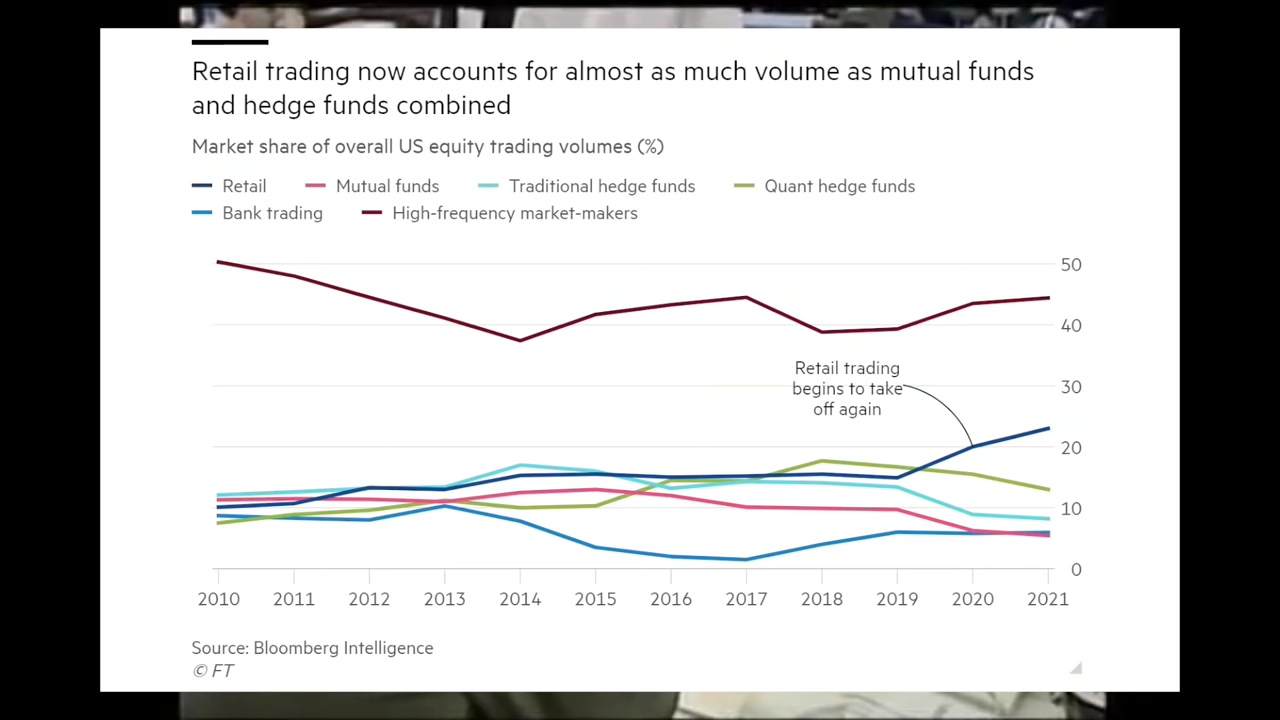 Retail trading now accounts for almost as much volume as mutual funds
and hedge funds combined
Market share of overall US equity trading volumes (%)
Retail Mutual funds Traditional hedge funds Quant hedge funds
Bank trading High-frequency market-makers
50
40
Retail trading
begins to take
off again
30
20
10
0
2010 2011 2012 2013 2014 2015 2016 2017 2018 2019 2020 2021
Source: Bloomberg Intelligence
© FT